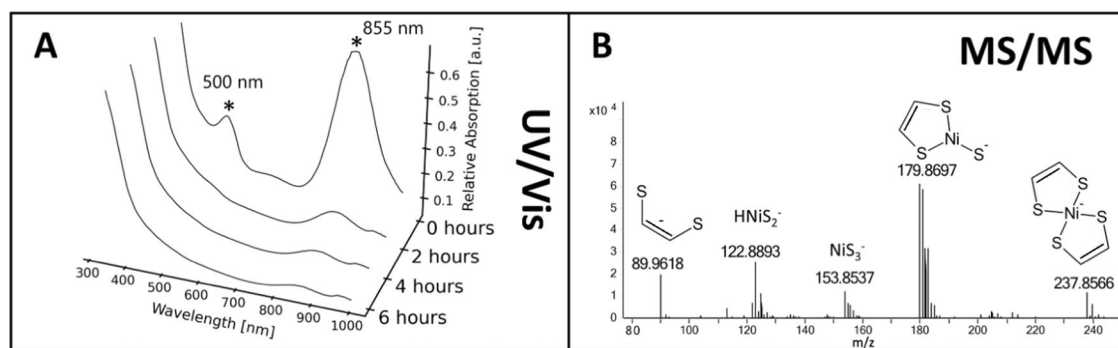 A
500 nm
*
855 nm
*
0.6
0.5
0.4
0.3
0.2
0.1
Relative Absorption [a.u.]
UV/Vis
0 hours
2 hours
4 hours
6 hours
300 400 500 600 700 800 900 1000
Wavelength [nm]
B
MS/MS
x10 4
8
7
6
5
4
3
2
1
0
S
S
-
89.9618
HNiS2-
122.8893
NiS3-
153.8537
S
Ni
S
S-
179.8697
S
S
Ni-
S
S
237.8566
80 100 120 140 160 180 200 220 240
m/z